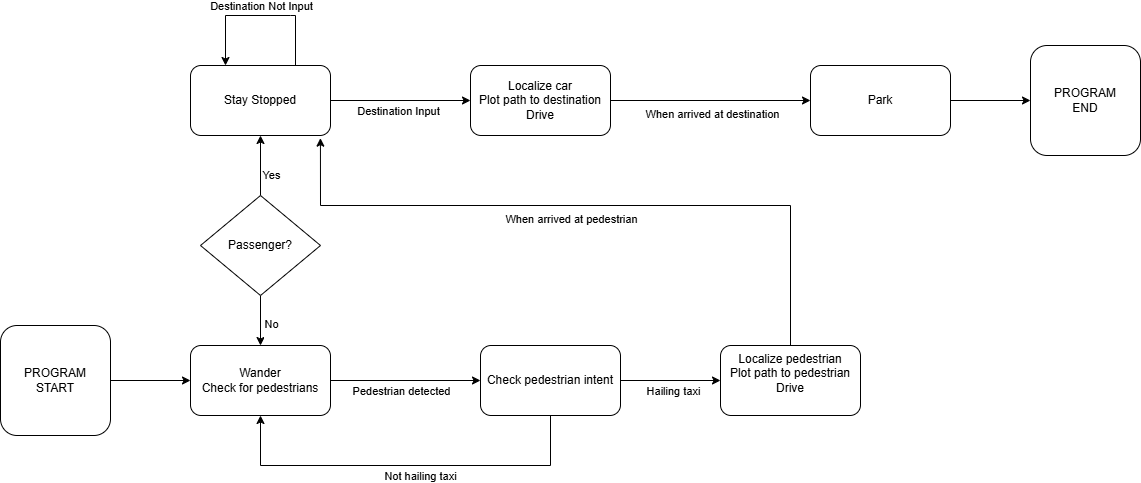 Destination Not Input
Stay Stopped
Destination Input
Localize car
Plot path to destination
Drive
When arrived at destination
Park
PROGRAM
END
Yes
Passenger?
No
When arrived at pedestrian
PROGRAM
START
Wander
Check for pedestrians
Pedestrian detected
Check pedestrian intent
Hailing taxi
Localize pedestrian
Plot path to pedestrian
Drive
Not hailing taxi